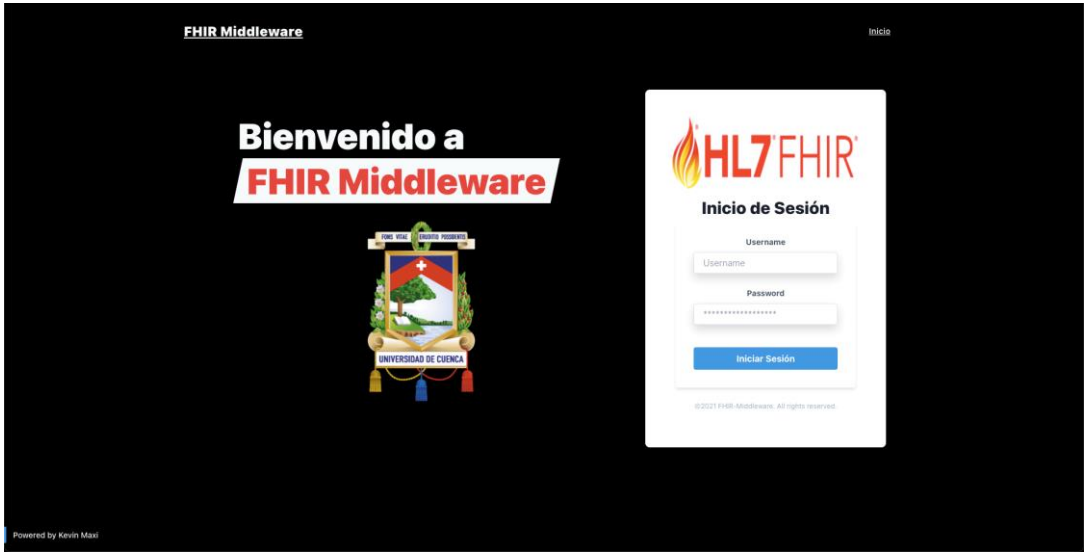 FHIR Middleware
Inicio
Bienvenido a
FHIR Middleware
FONS VITAE ERUDITIO POSSIDENTIS
UNIVERSIDAD DE CUENCA
HL7 FHIR®
Inicio de Sesión
Username
Username
Password
******************
Iniciar Sesión
©2021 FHIR-Middleware. All rights reserved.
Powered by Kevin Maxi